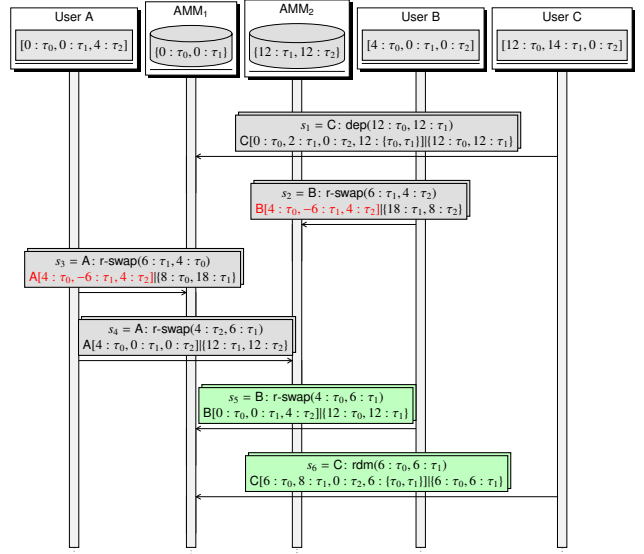 User A
AMM₁
AMM₂
User B
User C
[0 : τ₀, 0 : τ₁, 4 : τ₂]
{0 : τ₀, 0 : τ₁}
{12 : τ₁, 12 : τ₂}
[4 : τ₀, 0 : τ₁, 0 : τ₂]
[12 : τ₀, 14 : τ₁, 0 : τ₂]
s₁ = C: dep(12 : τ₀, 12 : τ₁)
C[0 : τ₀, 2 : τ₁, 0 : τ₂, 12 : {τ₀, τ₁}]|{12 : τ₀, 12 : τ₁}
s₂ = B: r-swap(6 : τ₁, 4 : τ₂)
B[4 : τ₀, −6 : τ₁, 4 : τ₂]|{18 : τ₁, 8 : τ₂}
s₃ = A: r-swap(6 : τ₁, 4 : τ₀)
A[4 : τ₀, −6 : τ₁, 4 : τ₂]|{8 : τ₀, 18 : τ₁}
s₄ = A: r-swap(4 : τ₂, 6 : τ₁)
A[4 : τ₀, 0 : τ₁, 0 : τ₂]|{12 : τ₁, 12 : τ₂}
s₅ = B: r-swap(4 : τ₀, 6 : τ₁)
B[0 : τ₀, 0 : τ₁, 4 : τ₂]|{12 : τ₀, 12 : τ₁}
s₆ = C: rdm(6 : τ₀, 6 : τ₁)
C[6 : τ₀, 8 : τ₁, 0 : τ₂, 6 : {τ₀, τ₁}]|{6 : τ₀, 6 : τ₁}